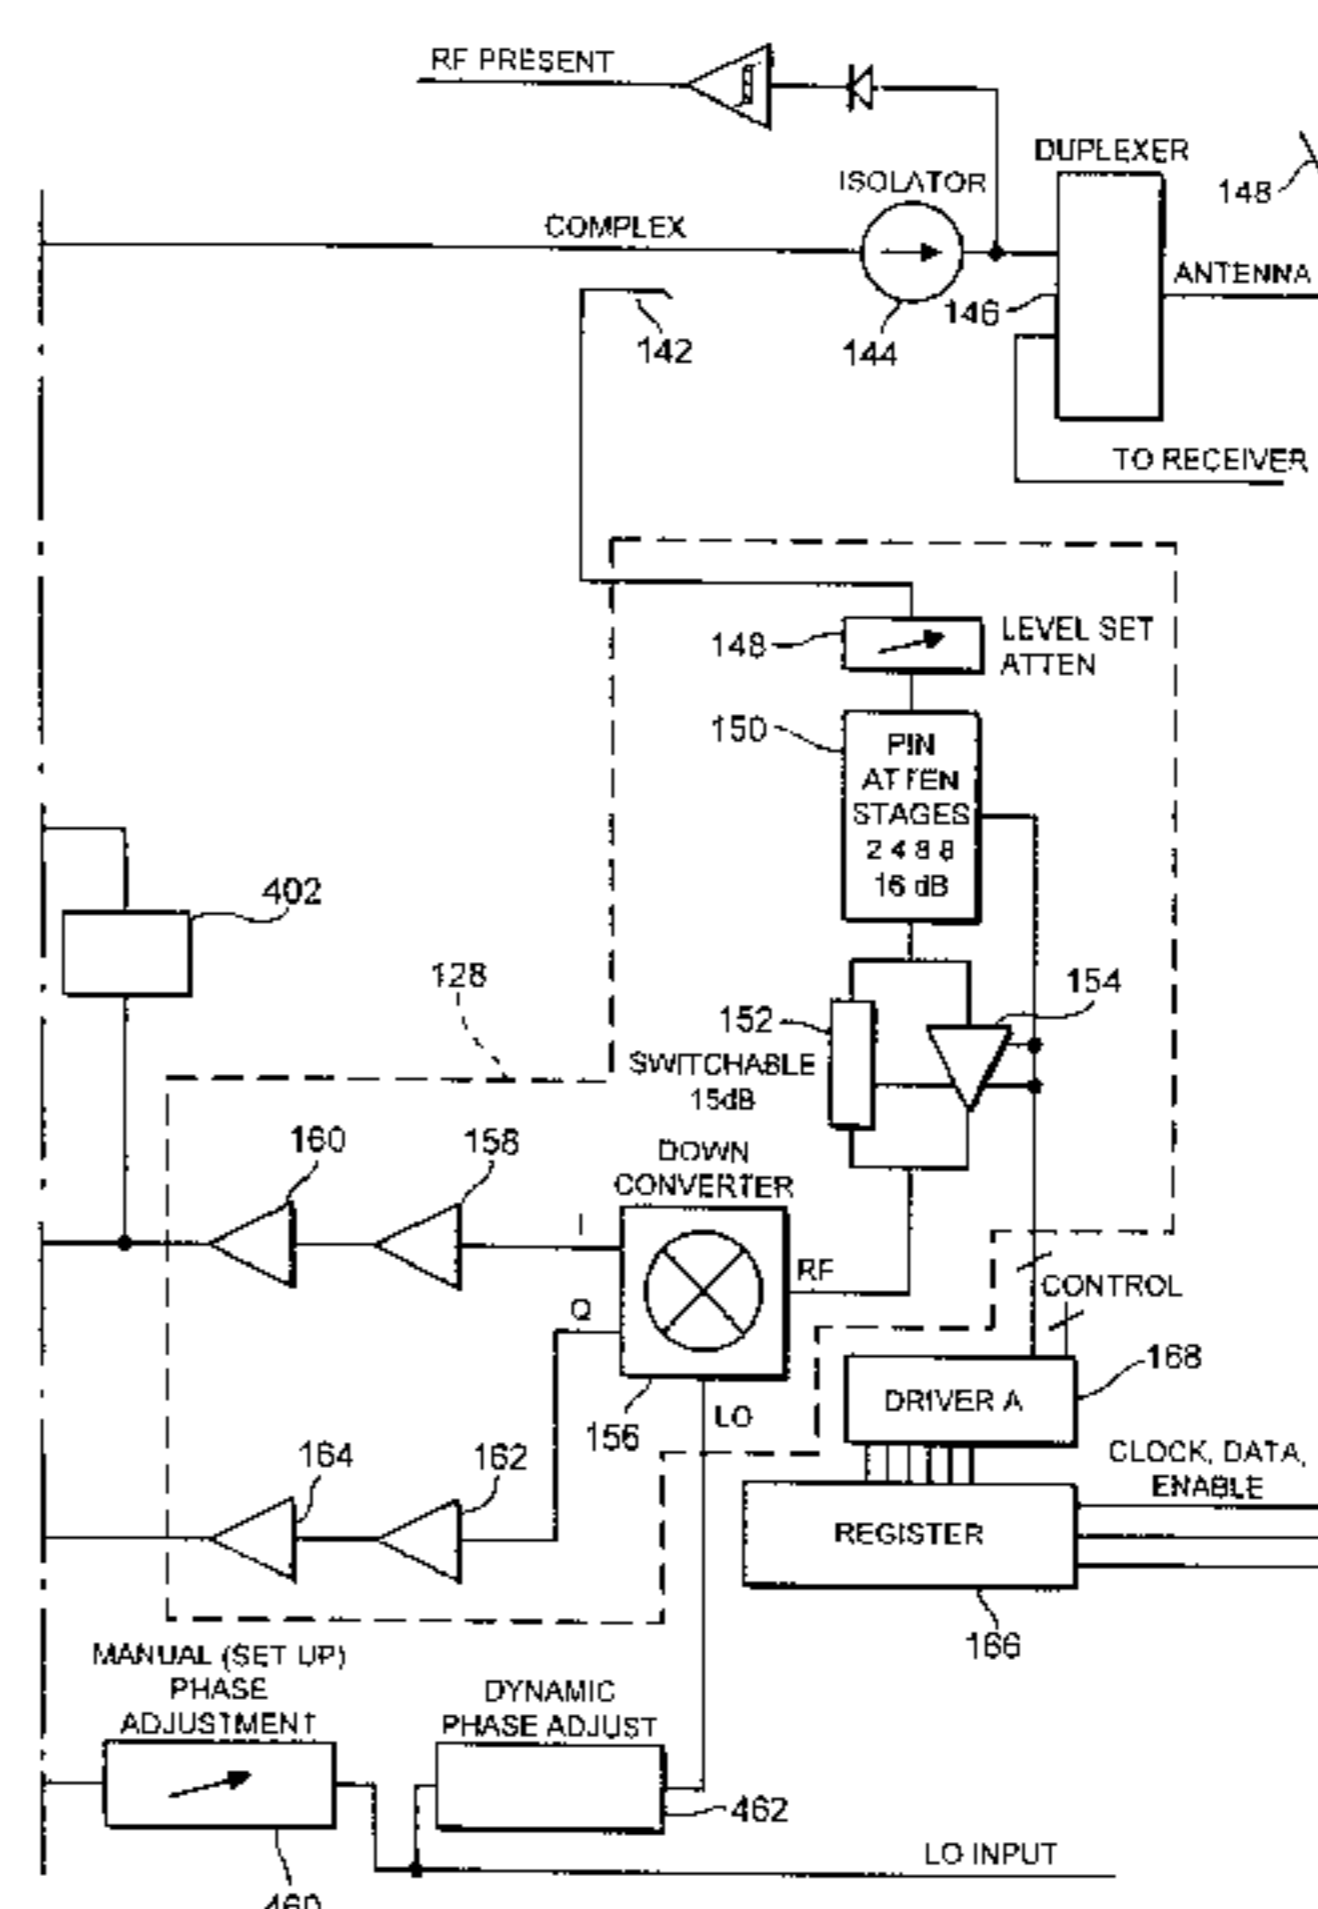 RF PRESENT
DUPLEXER
148
ISOLATOR
COMPLEX
ANTENNA
146
142
144
TO RECEIVER
148
LEVEL SET
ATTEN
150
PIN
ATTEN
STAGES
2 4 8 8
16 dB
402
128
154
152
SWITCHABLE
15dB
160
158
DOWN
CONVERTER
I
RF
CONTROL
Q
168
DRIVER A
LO
156
164
162
CLOCK, DATA,
ENABLE
REGISTER
166
MANUAL (SET UP)
PHASE
ADJUSTMENT
DYNAMIC
PHASE ADJUST
462
LO INPUT
460